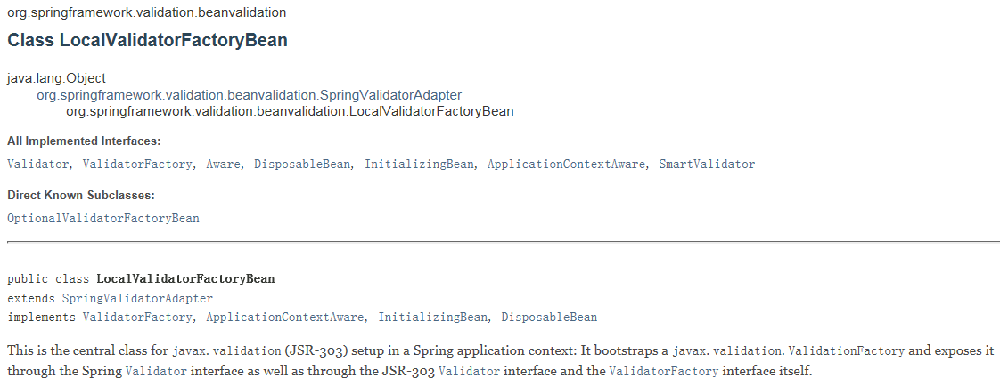 org.springframework.validation.beanvalidation
Class LocalValidatorFactoryBean
java.lang.Object
org.springframework.validation.beanvalidation.SpringValidatorAdapter
org.springframework.validation.beanvalidation.LocalValidatorFactoryBean
All Implemented Interfaces:
Validator, ValidatorFactory, Aware, DisposableBean, InitializingBean, ApplicationContextAware, SmartValidator
Direct Known Subclasses:
OptionalValidatorFactoryBean
public class LocalValidatorFactoryBean
extends SpringValidatorAdapter
implements ValidatorFactory, ApplicationContextAware, InitializingBean, DisposableBean
This is the central class for javax.validation (JSR-303) setup in a Spring application context: It bootstraps a javax.validation.ValidationFactory and exposes it
through the Spring Validator interface as well as through the JSR-303 Validator interface and the ValidatorFactory interface itself.